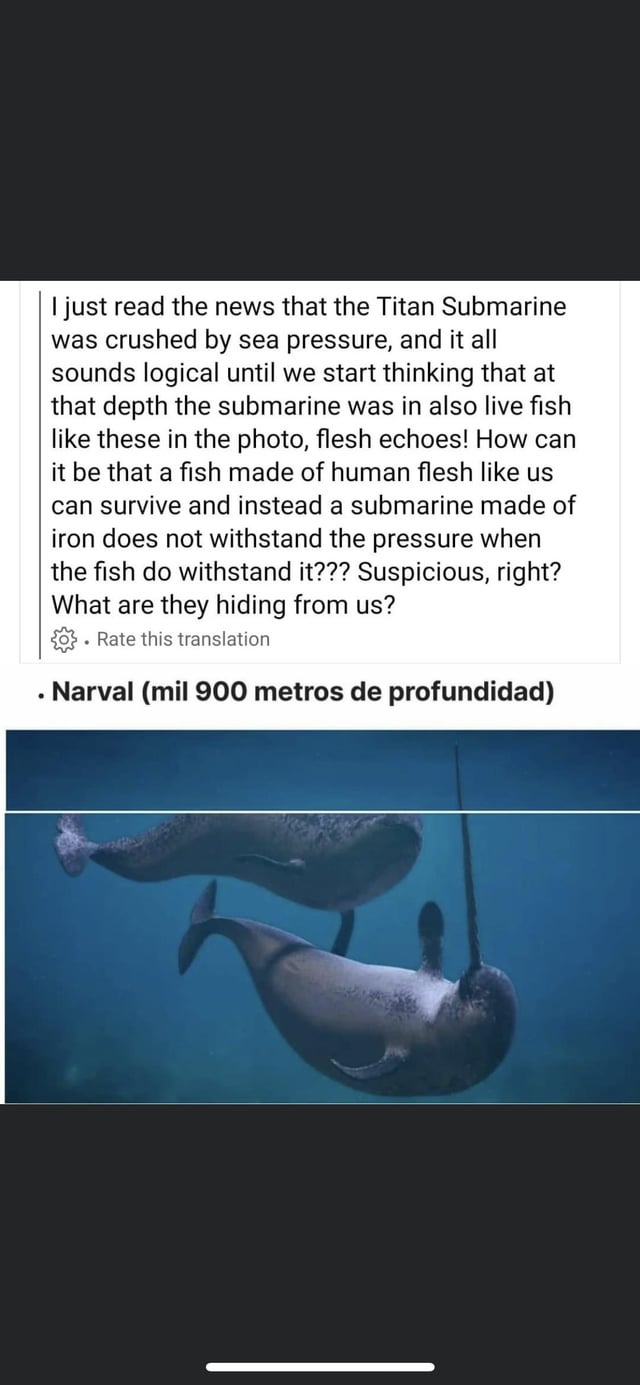 I just read the news that the Titan Submarine
was crushed by sea pressure, and it all
sounds logical until we start thinking that at
that depth the submarine was in also live fish
like these in the photo, flesh echoes! How can
it be that a fish made of human flesh like us
can survive and instead a submarine made of
iron does not withstand the pressure when
the fish do withstand it??? Suspicious, right?
What are they hiding from us?
· Rate this translation
· Narval (mil 900 metros de profundidad)